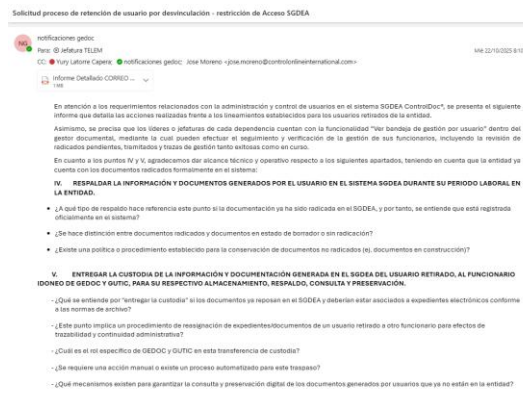 Solicitud proceso de retención de usuario por desvinculación - restricción de Acceso SGDEA
NG
notificaciones gedoc
Para: Jefatura TELEM
CC: Yury Latorre Capera; notificaciones gedoc; Jose Moreno <jose.moreno@controlonlineinternational.com>
Mié 22/10/2025 8:10
Informe Detallado CORREO ...
1 MB
En atención a los requerimientos relacionados con la administración y control de usuarios en el sistema SGDEA ControlDoc®, se presenta el siguiente
informe que detalla las acciones realizadas frente a los lineamientos establecidos para los usuarios retirados de la entidad.
Asimismo, se precisa que los líderes o jefaturas de cada dependencia cuentan con la funcionalidad "Ver bandeja de gestión por usuario" dentro del
gestor documental, mediante la cual pueden efectuar el seguimiento y verificación de la gestión de sus funcionarios, incluyendo la revisión de
radicados pendientes, tramitados y trazas de gestión tanto exitosas como en curso.
En cuanto a los puntos IV y V, agradecemos dar alcance técnico y operativo respecto a los siguientes apartados, teniendo en cuenta que la entidad ya
cuenta con los documentos radicados formalmente en el sistema:
IV. RESPALDAR LA INFORMACIÓN Y DOCUMENTOS GENERADOS POR EL USUARIO EN EL SISTEMA SGDEA DURANTE SU PERIODO LABORAL EN
LA ENTIDAD.
• ¿A qué tipo de respaldo hace referencia este punto si la documentación ya ha sido radicada en el SGDEA, y por tanto, se entiende que está registrada
oficialmente en el sistema?
• ¿Se hace distinción entre documentos radicados y documentos en estado de borrador o sin radicación?
• ¿Existe una política o procedimiento establecido para la conservación de documentos no radicados (ej. documentos en construcción)?
V. ENTREGAR LA CUSTODIA DE LA INFORMACIÓN Y DOCUMENTACIÓN GENERADA EN EL SGDEA DEL USUARIO RETIRADO, AL FUNCIONARIO
IDONEO DE GEDOC Y GUTIC, PARA SU RESPECTIVO ALMACENAMIENTO, RESPALDO, CONSULTA Y PRESERVACIÓN.
- ¿Qué se entiende por "entregar la custodia" si los documentos ya reposan en el SGDEA y deberían estar asociados a expedientes electrónicos conforme
a las normas de archivo?
- ¿Este punto implica un procedimiento de reasignación de expedientes/documentos de un usuario retirado a otro funcionario para efectos de
trazabilidad y continuidad administrativa?
- ¿Cuál es el rol específico de GEDOC y GUTIC en esta transferencia de custodia?
- ¿Se requiere una acción manual o existe un proceso automatizado para este traspaso?
- ¿Qué mecanismos existen para garantizar la consulta y preservación digital de los documentos generados por usuarios que ya no están en la entidad?